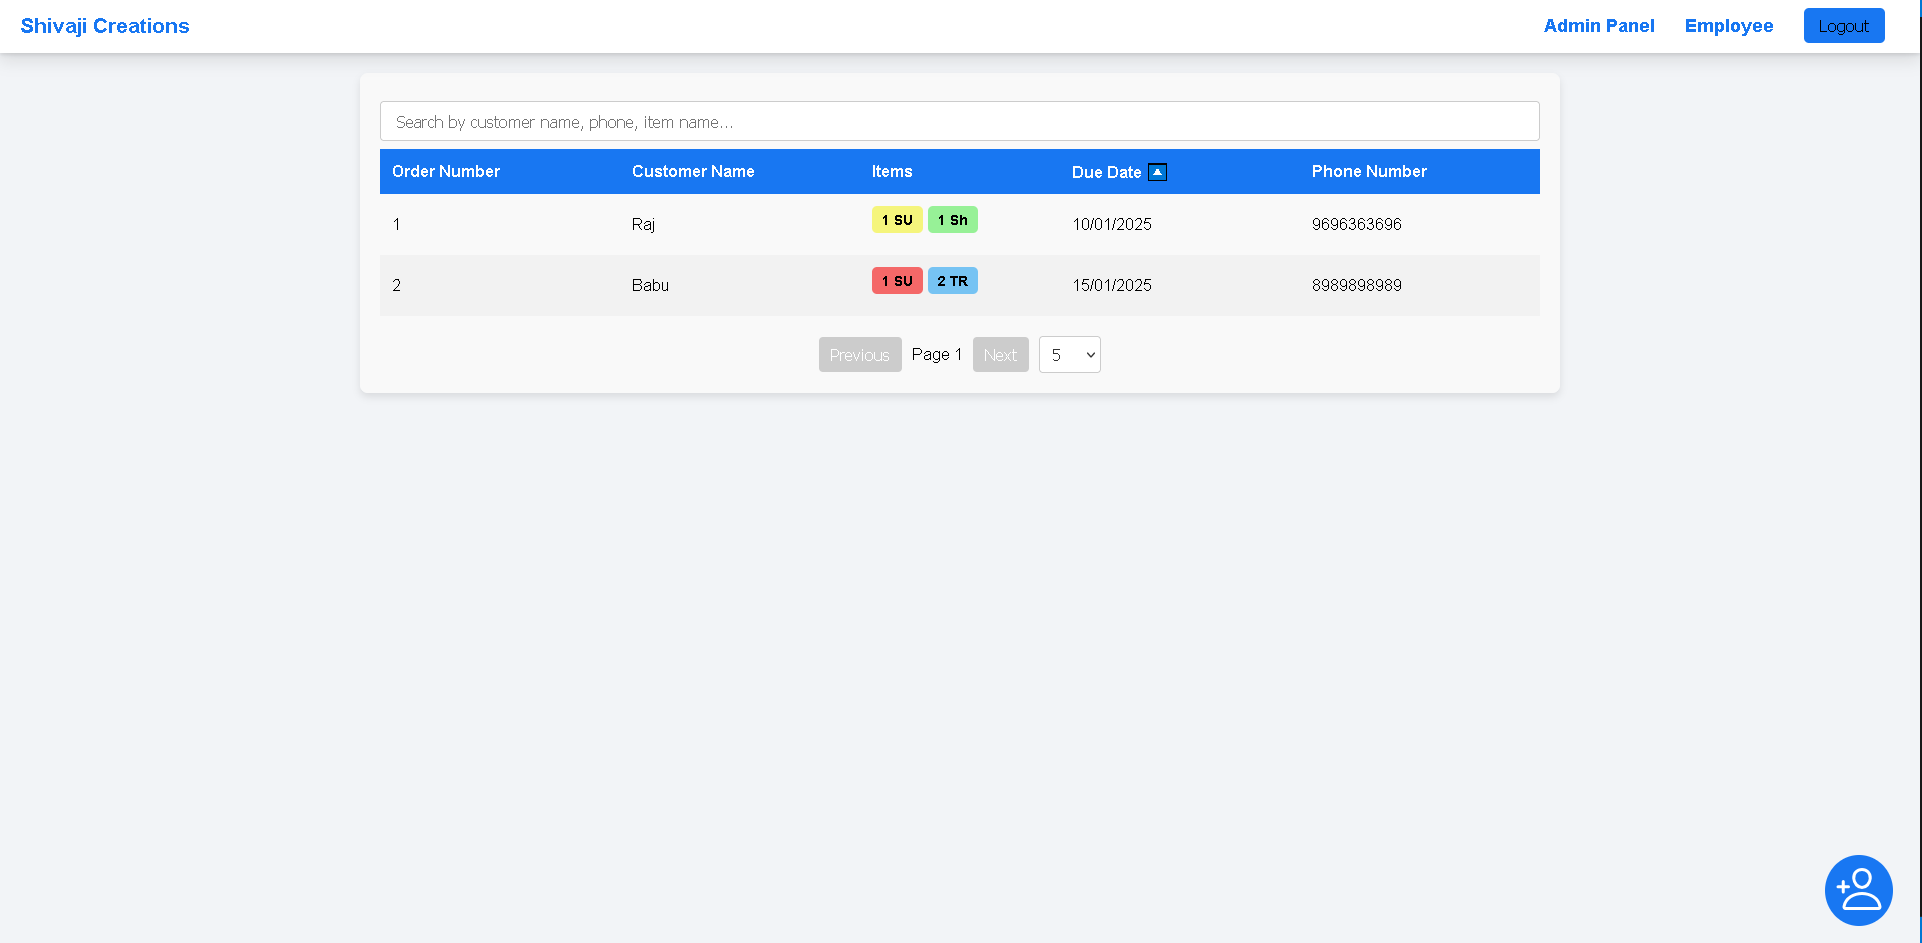 Shivaji Creations Admin Panel Employee Logout
Search by customer name, phone, item name...
Order Number Customer Name Items Due Date Phone Number
1 Raj 1 SU 1 Sh 10/01/2025 9696363696
2 Babu 1 SU 2 TR 15/01/2025 8989898989
Previous Page 1 Next 5